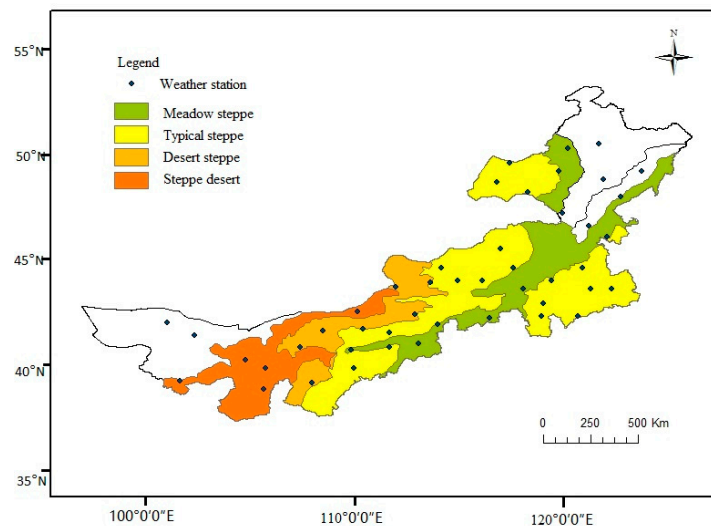 55°N
N
Legend
Weather station
Meadow steppe
Typical steppe
Desert steppe
Steppe desert
50°N
45°N
40°N
0 250 500 Km
35°N
100°0'0"E 110°0'0"E 120°0'0"E